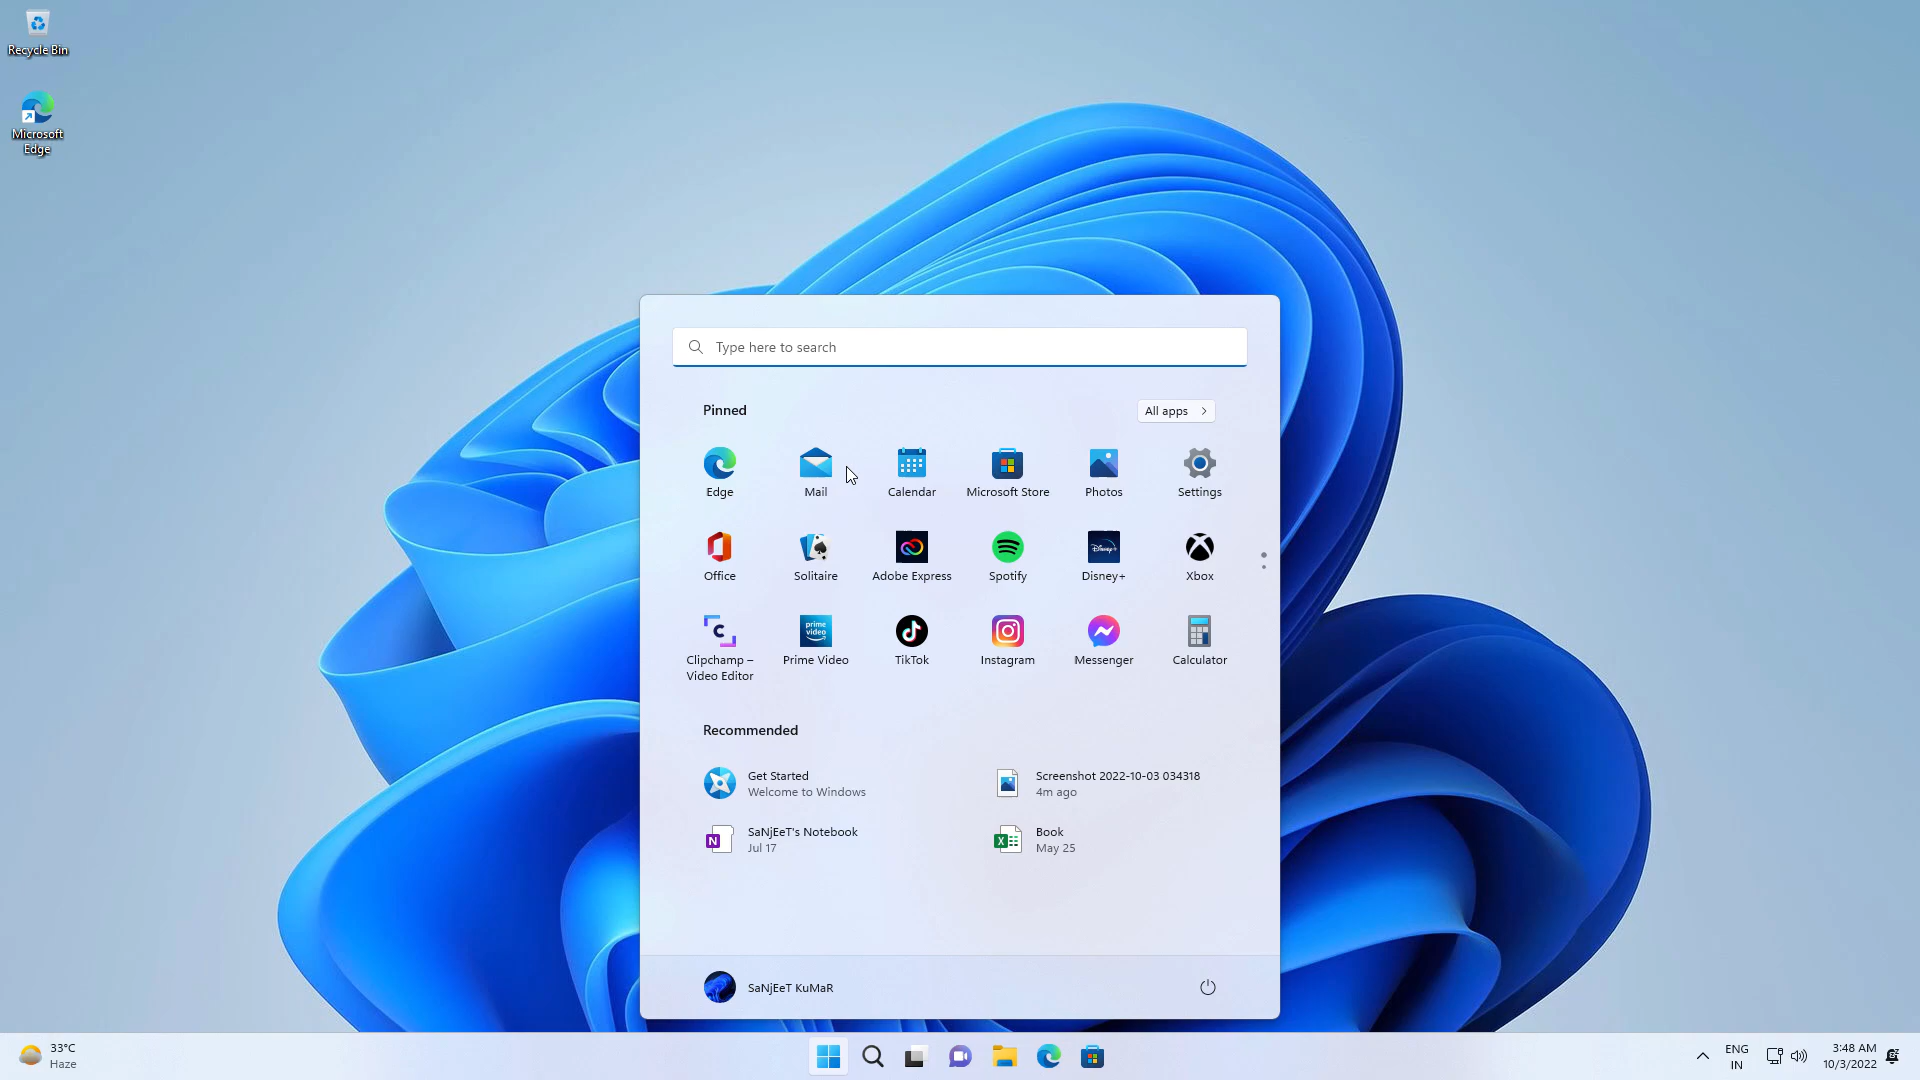 Recycle Bin
Microsoft
Edge
Type here to search
Pinned
All apps
Edge
Mail
Calendar
Microsoft Store
Photos
Settings
Disney+
prime
video
Office
Solitaire
Adobe Express
Spotify
Disney+
Xbox
Clipchamp –
Video Editor
Prime Video
TikTok
Instagram
Messenger
Calculator
Recommended
Get Started
Welcome to Windows
Screenshot 2022-10-03 034318
4m ago
SaNjEeT's Notebook
Jul 17
Book
May 25
SaNjEeT KuMaR
33°C
Haze
ENG
IN
3:48 AM
10/3/2022